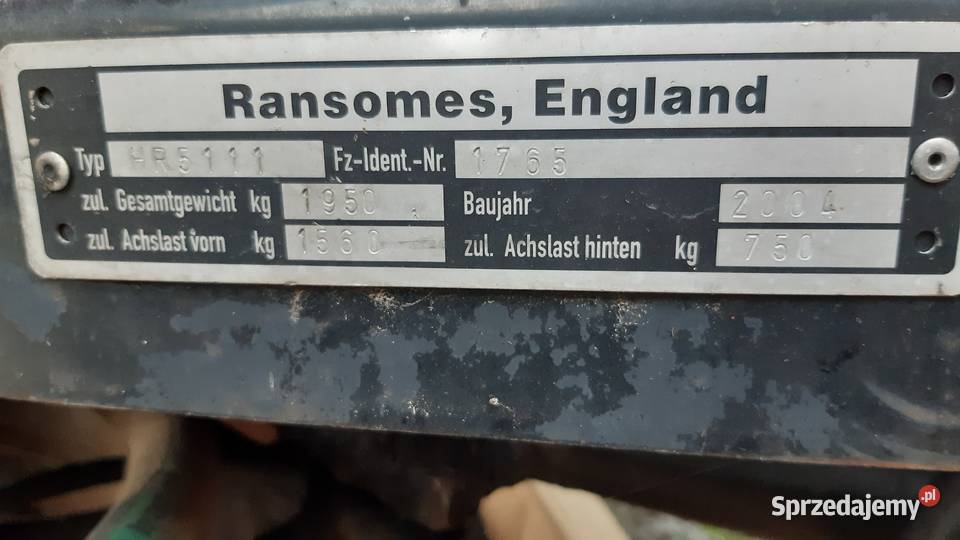 Ransomes, England
Typ HR5111 Fz-Ident.-Nr. 1765
zul. Gesamtgewicht kg 1950 Baujahr 2004
zul. Achslast vorn kg 1560 zul. Achslast hinten kg 750
Sprzedajemy.pl